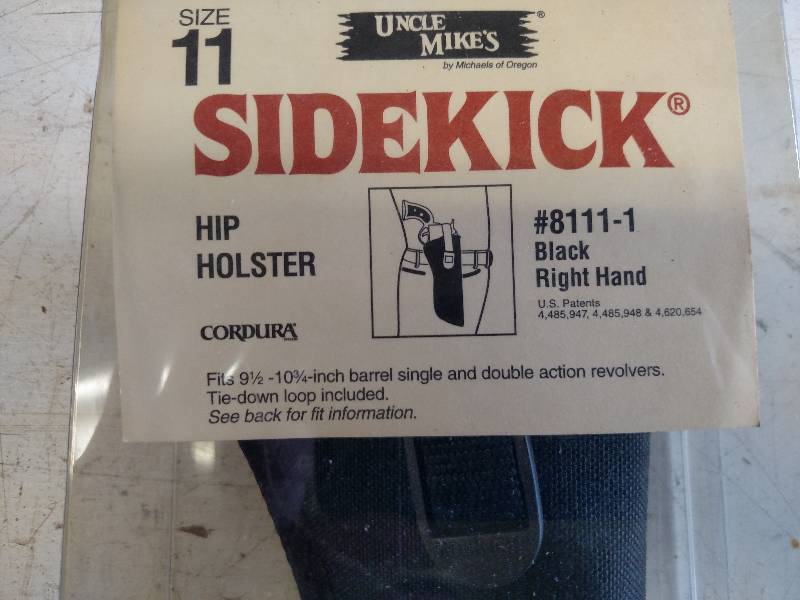 SIZE
11
UNCLE
MIKE'S®
by Michaels of Oregon
SIDEKICK®
HIP
HOLSTER
CORDURA
#8111-1
Black
Right Hand
U.S. Patents
4,485,947, 4,485,948 & 4,620,654
Fits 9½ -10¾-inch barrel single and double action revolvers.
Tie-down loop included.
See back for fit information.